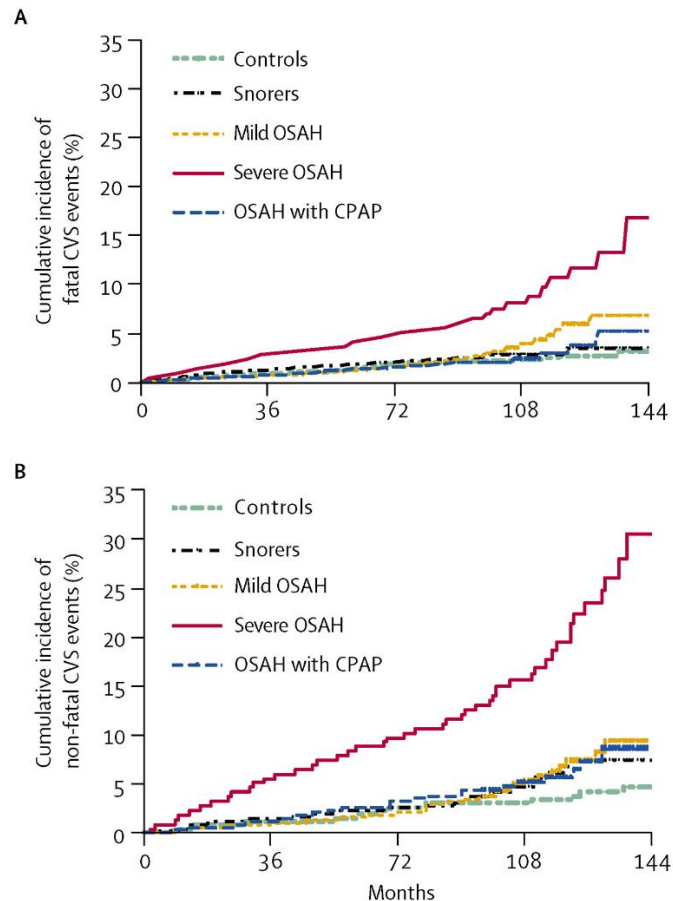 A
35
30
25
20
15
10
5
0
Cumulative incidence of
fatal CVS events (%)
Controls
Snorers
Mild OSAH
Severe OSAH
OSAH with CPAP
0 36 72 108 144
B
35
30
25
20
15
10
5
0
Cumulative incidence of
non-fatal CVS events (%)
Controls
Snorers
Mild OSAH
Severe OSAH
OSAH with CPAP
0 36 72 108 144
Months